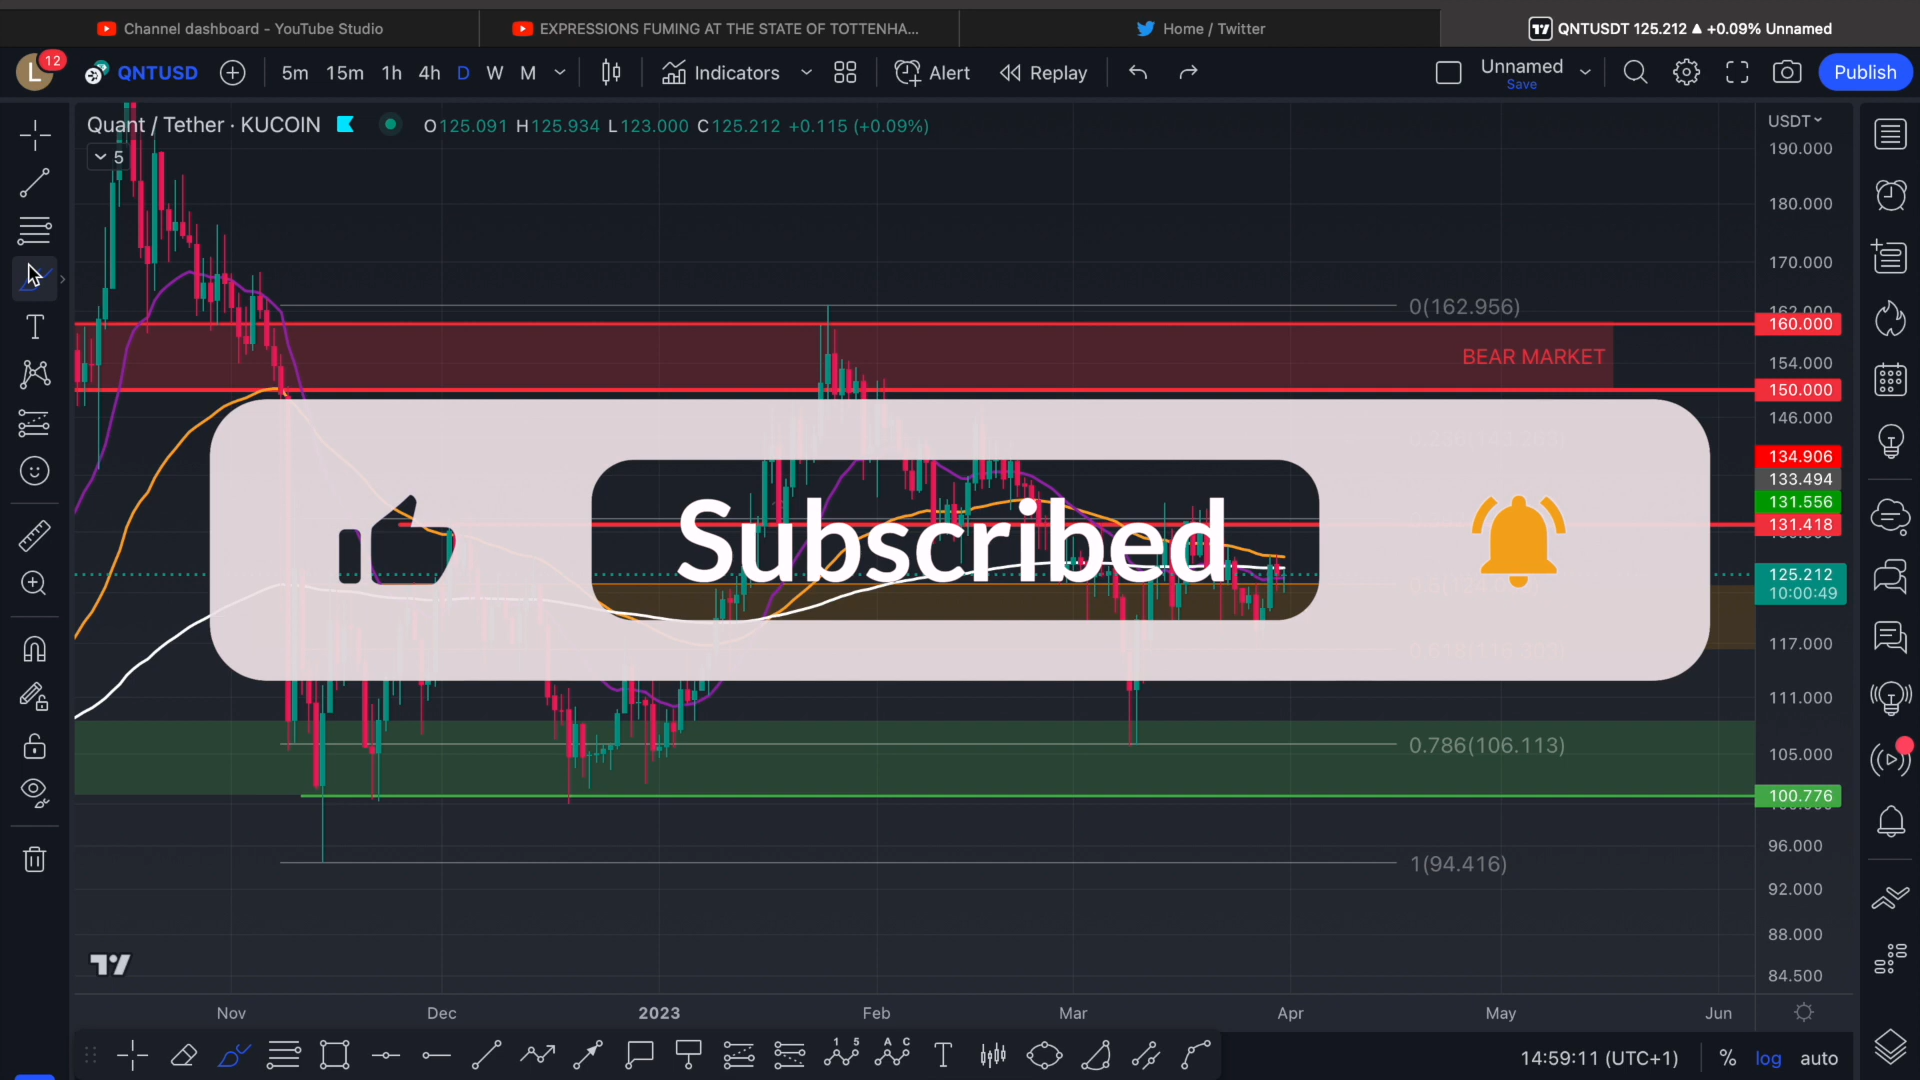 Channel dashboard - YouTube Studio
EXPRESSIONS FUMING AT THE STATE OF TOTTENHA...
Home / Twitter
QNTUSDT 125.212 ▲ +0.09% Unnamed
L
12
QNTUSD
5m 15m 1h 4h D W M
Indicators
Alert
Replay
Unnamed
Save
Publish
Quant / Tether · KUCOIN
O125.091 H125.934 L123.000 C125.212 +0.115 (+0.09%)
5
USDT
190.000
180.000
170.000
0(162.956)
160.000
BEAR MARKET
154.000
150.000
146.000
134.906
133.494
131.556
131.418
Subscribed
125.212
10:00:49
117.000
111.000
0.786(106.113)
105.000
100.776
1(94.416)
96.000
92.000
88.000
84.500
Nov Dec 2023 Feb Mar Apr May Jun
14:59:11 (UTC+1) % log auto